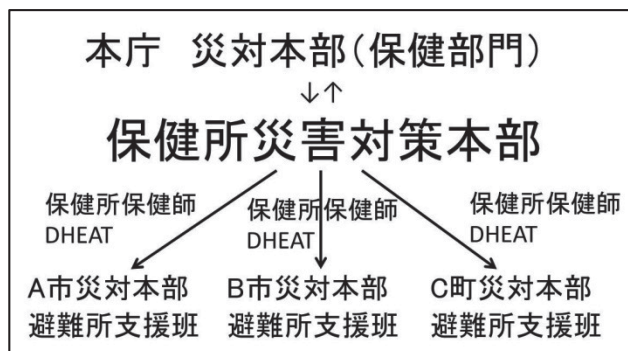 本庁　災対本部（保健部門）
↓↑
保健所災害対策本部
保健所保健師
DHEAT
保健所保健師
DHEAT
保健所保健師
DHEAT
A市災対本部
避難所支援班
B市災対本部
避難所支援班
C町災対本部
避難所支援班